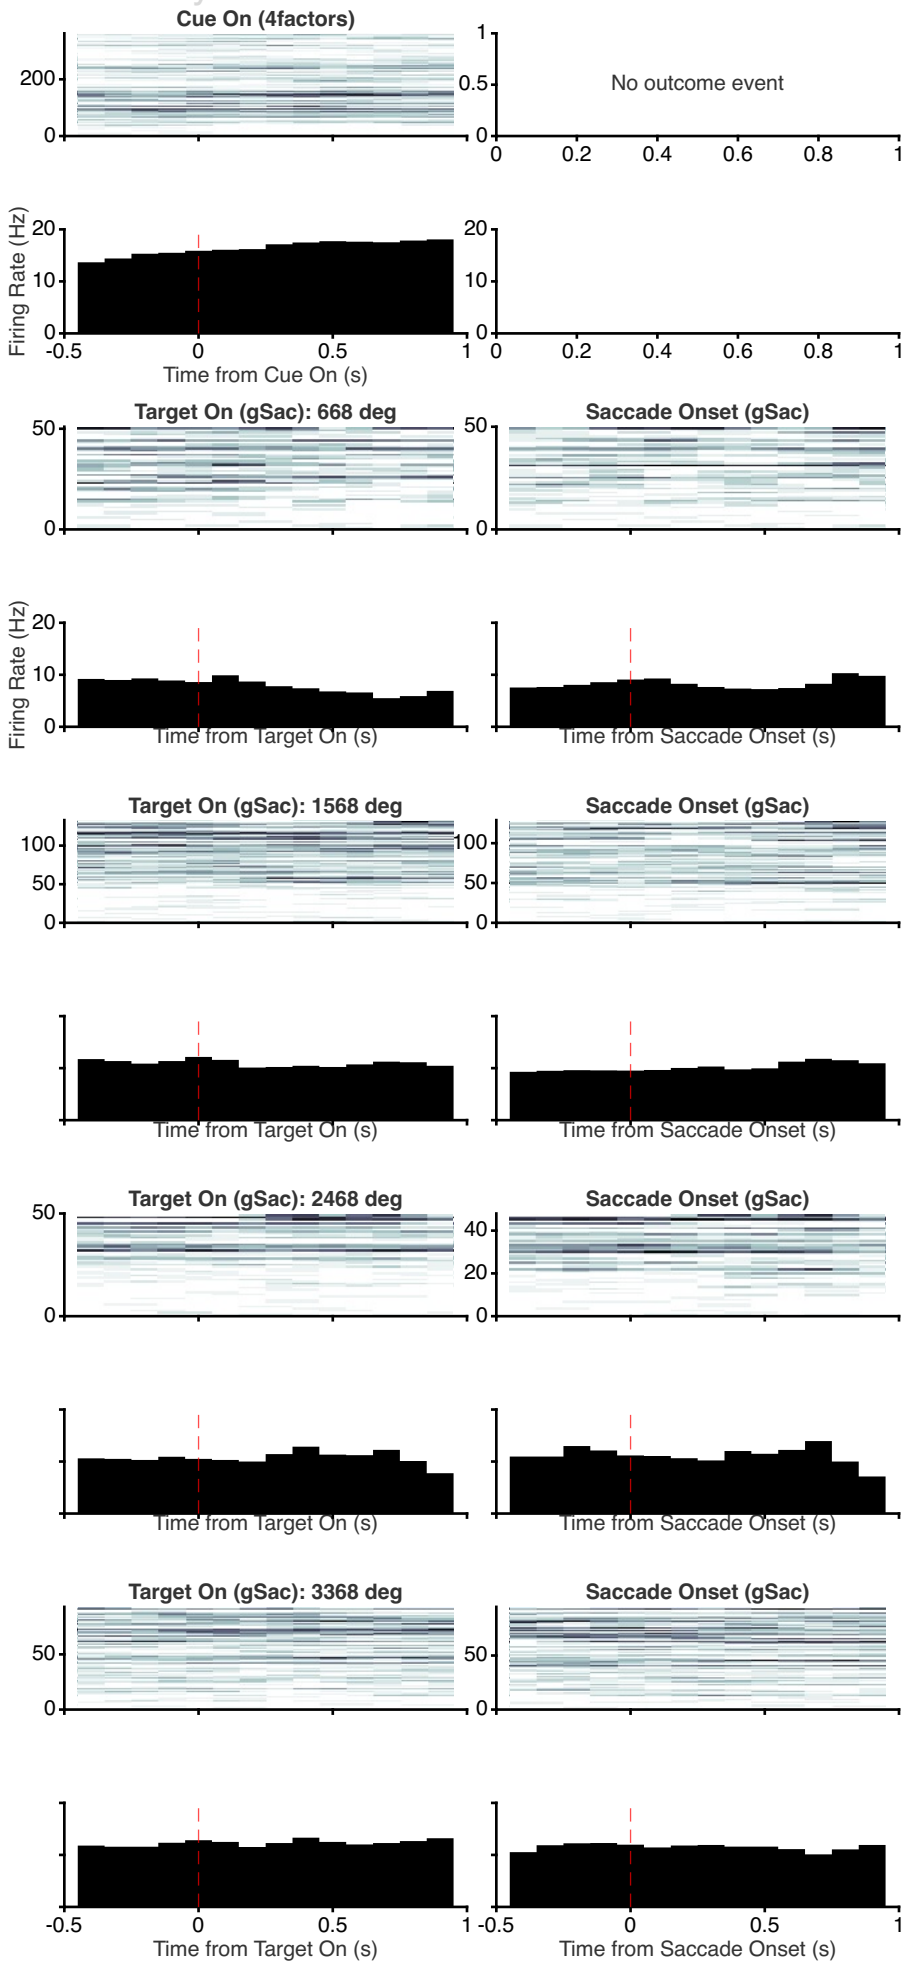 Cue On (4factors)
200
0
1
0.5
0
No outcome event
0 0.2 0.4 0.6 0.8 1
Firing Rate (Hz)
20
10
0
-0.5 0 0.5 1
Time from Cue On (s)
20
10
0
0 0.2 0.4 0.6 0.8 1
Target On (gSac): 668 deg
50
0
Saccade Onset (gSac)
50
0
Firing Rate (Hz)
20
10
0
Time from Target On (s)
Time from Saccade Onset (s)
Target On (gSac): 1568 deg
100
50
0
Saccade Onset (gSac)
100
50
0
Time from Target On (s)
Time from Saccade Onset (s)
Target On (gSac): 2468 deg
50
0
Saccade Onset (gSac)
40
20
0
Time from Target On (s)
Time from Saccade Onset (s)
Target On (gSac): 3368 deg
50
0
Saccade Onset (gSac)
50
0
-0.5 0 0.5 1
Time from Target On (s)
-0.5 0 0.5 1
Time from Saccade Onset (s)